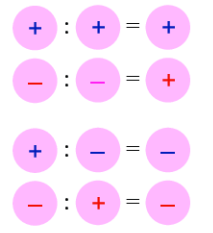 + : + = +
− : − = +
+ : − = −
− : + = −